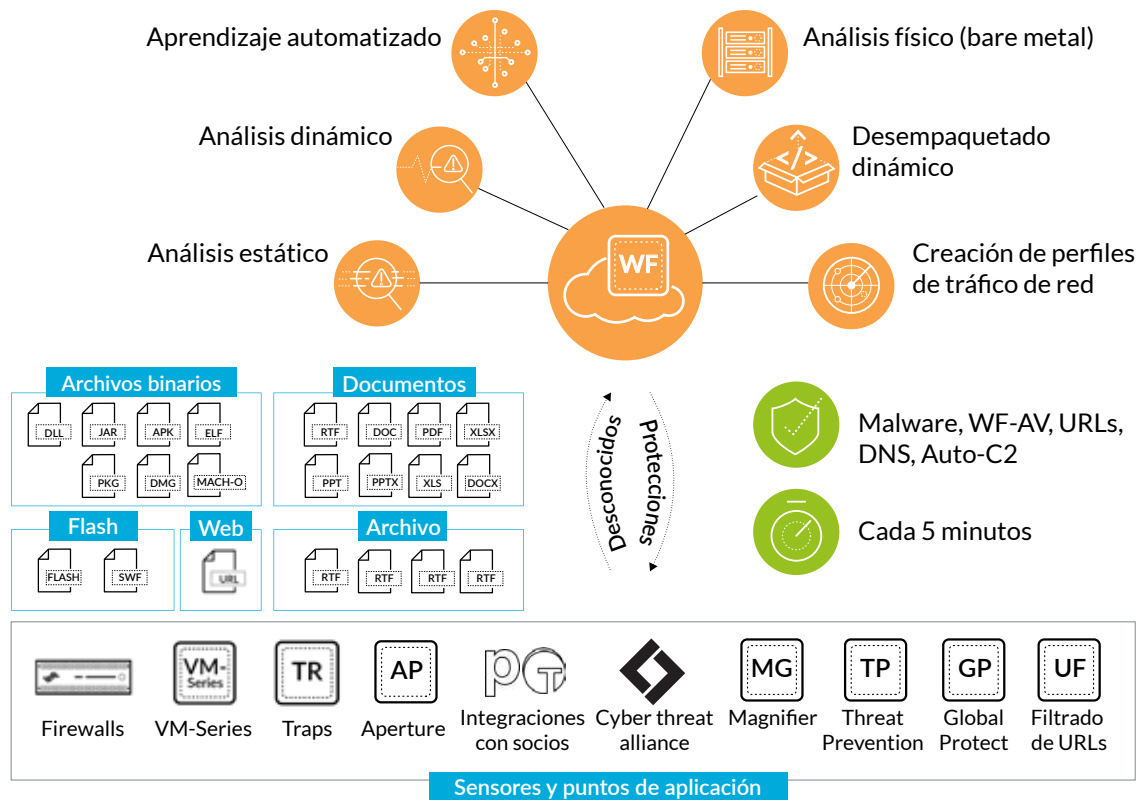 Aprendizaje automatizado
Análisis físico (bare metal)
Análisis dinámico
Desempaquetado
dinámico
Análisis estático
WF
Creación de perfiles
de tráfico de red
Archivos binarios
DLL
JAR
APK
ELF
PKG
DMG
MACH-O
Documentos
RTF
DOC
PDF
XLSX
PPT
PPTX
XLS
DOCX
Desconocidos
Protecciones
Malware, WF-AV, URLs,
DNS, Auto-C2
Cada 5 minutos
Flash
FLASH
SWF
Web
URL
Archivo
RTF
RTF
RTF
RTF
Firewalls
VM-
Series
VM-Series
TR
Traps
AP
Aperture
Integraciones
con socios
Cyber threat
alliance
MG
Magnifier
TP
Threat
Prevention
GP
Global
Protect
UF
Filtrado
de URLs
Sensores y puntos de aplicación